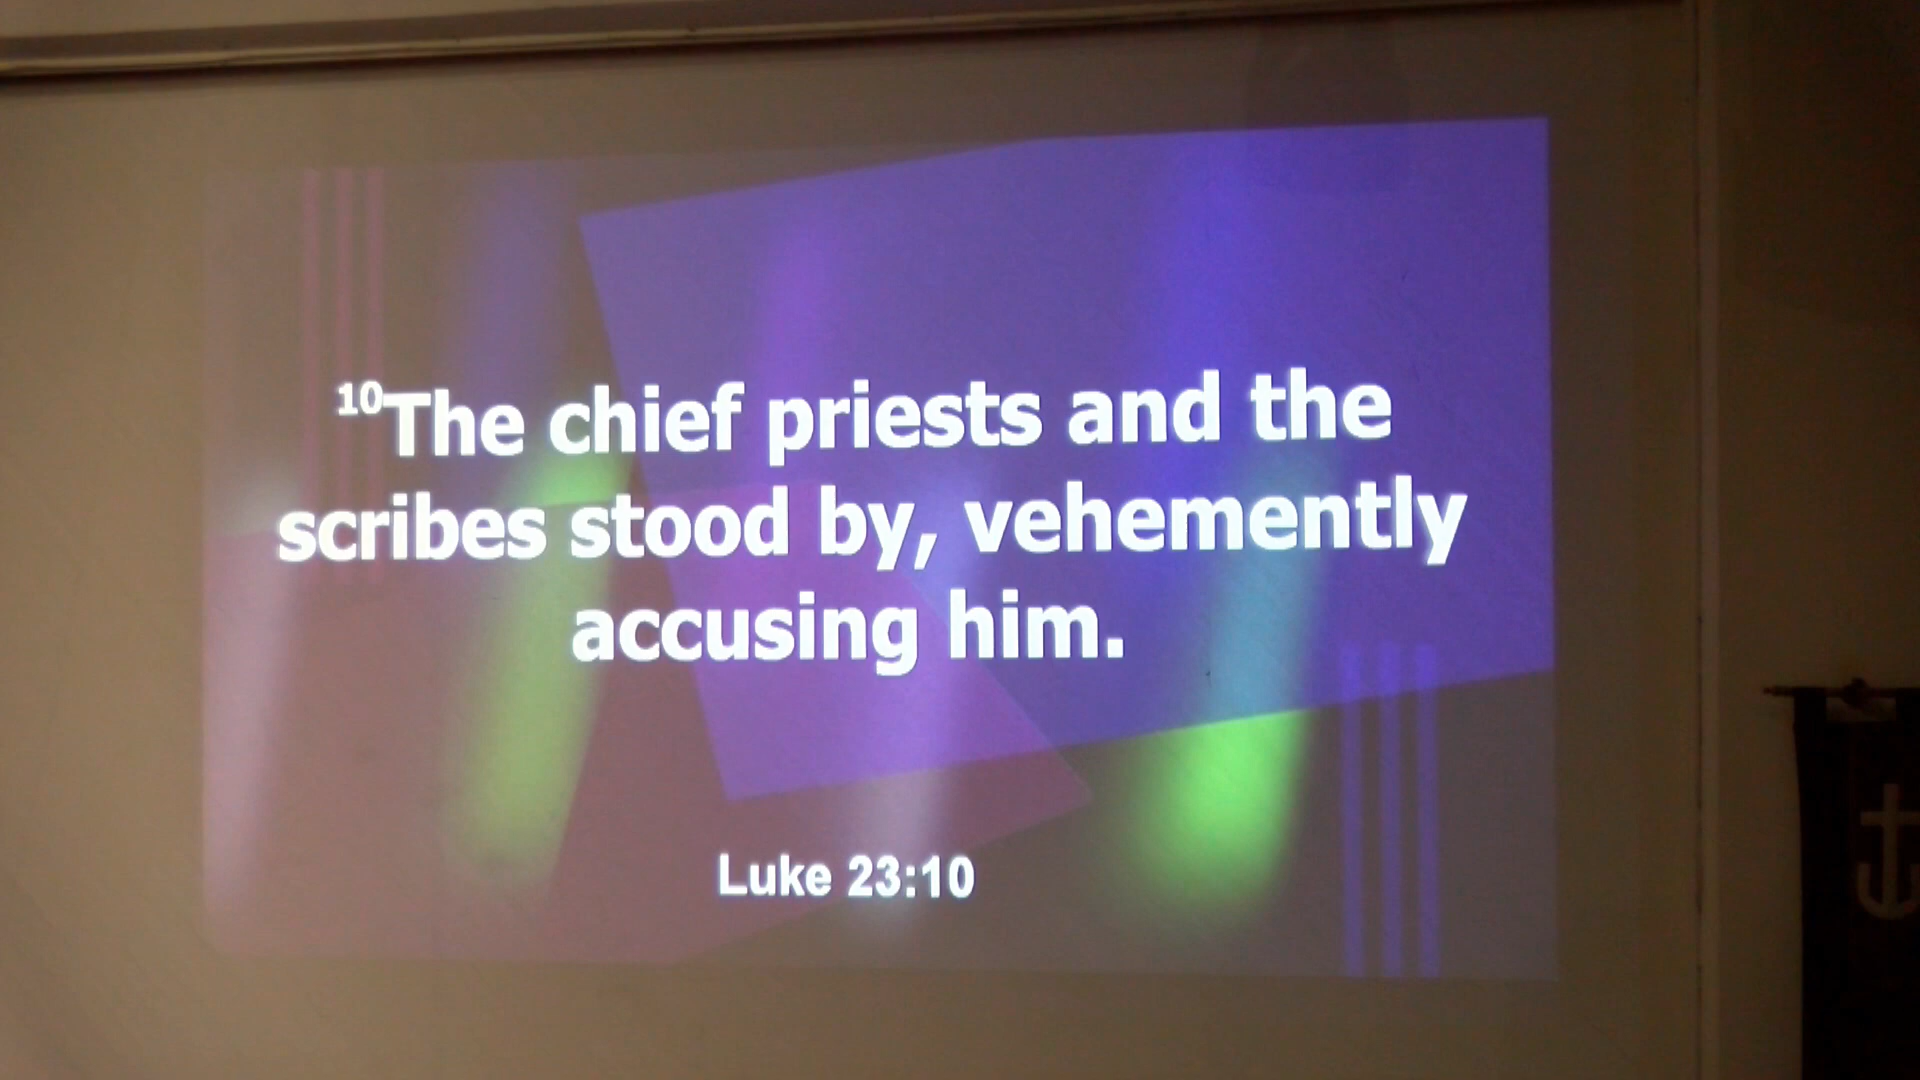 10The chief priests and the
scribes stood by, vehemently
accusing him.
Luke 23:10